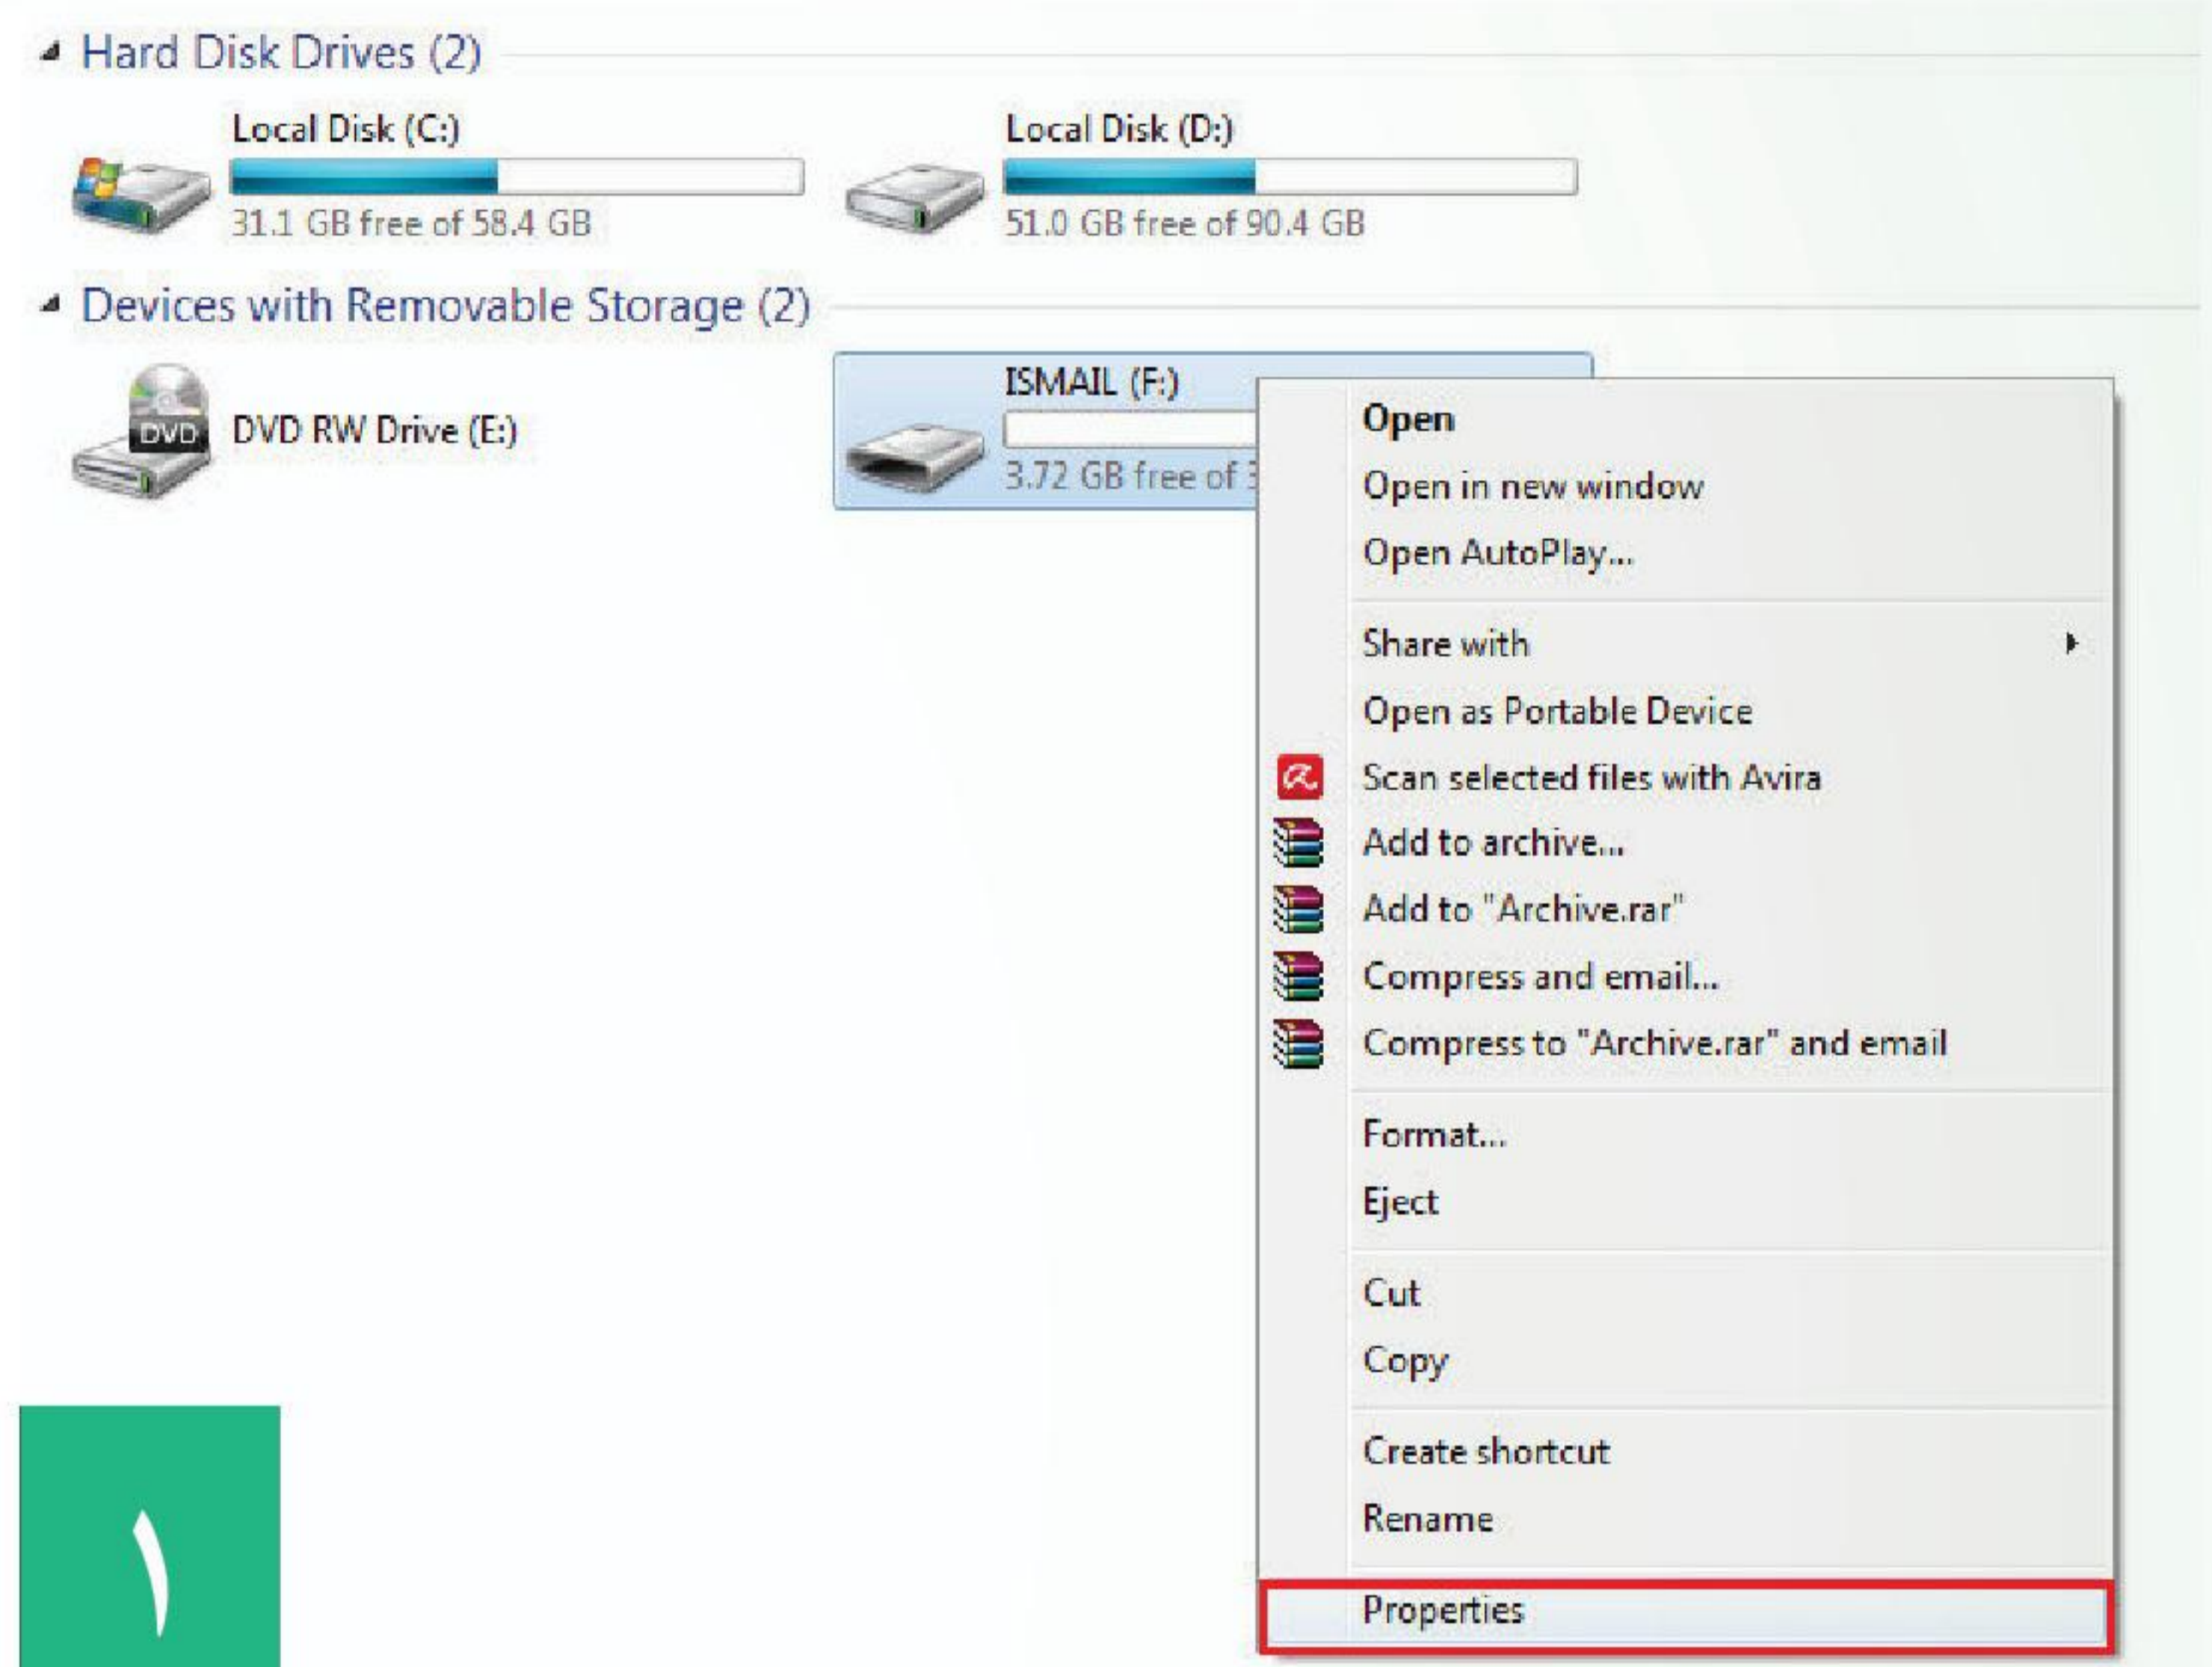 Hard Disk Drives (2)
Local Disk (C:)
31.1 GB free of 58.4 GB
Local Disk (D:)
51.0 GB free of 90.4 GB
Devices with Removable Storage (2)
DVD
DVD RW Drive (E:)
ISMAIL (F:)
3.72 GB free of 3
Open
Open in new window
Open AutoPlay...
Share with
Open as Portable Device
Scan selected files with Avira
Add to archive...
Add to "Archive.rar"
Compress and email...
Compress to "Archive.rar" and email
Format...
Eject
Cut
Copy
Create shortcut
Rename
Properties
١